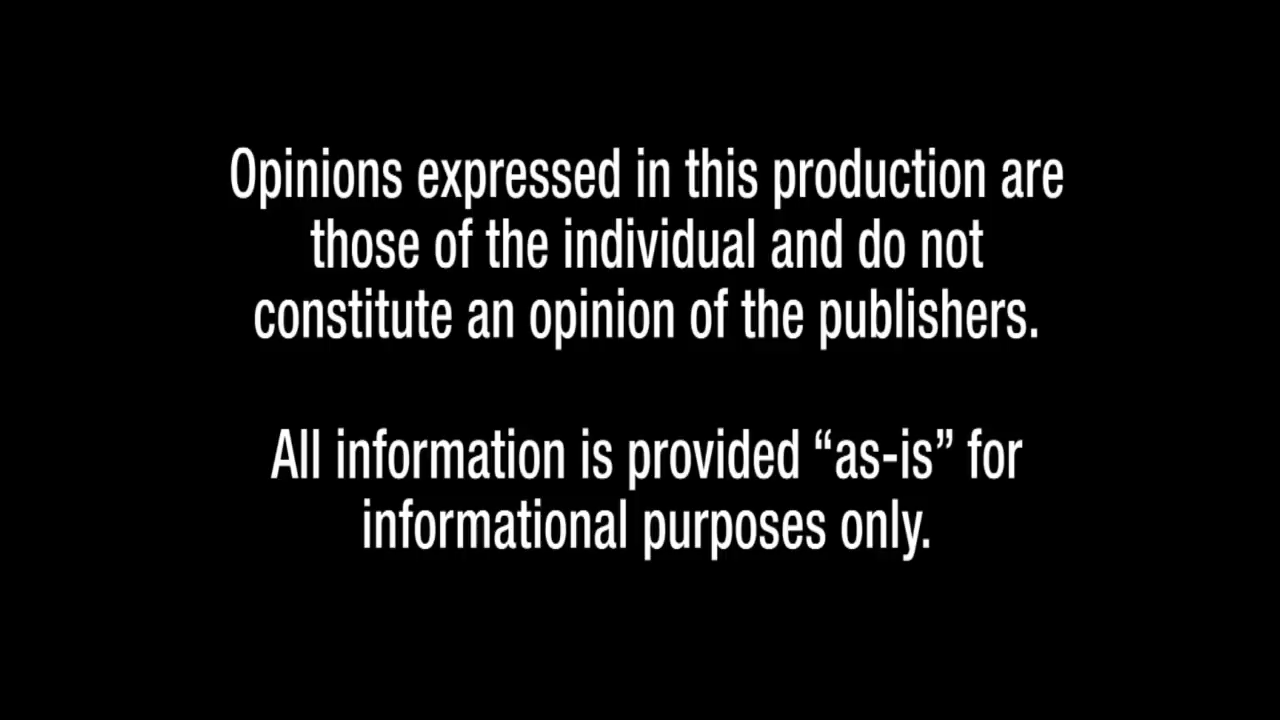 Opinions expressed in this production are
those of the individual and do not
constitute an opinion of the publishers.
All information is provided “as-is” for
informational purposes only.